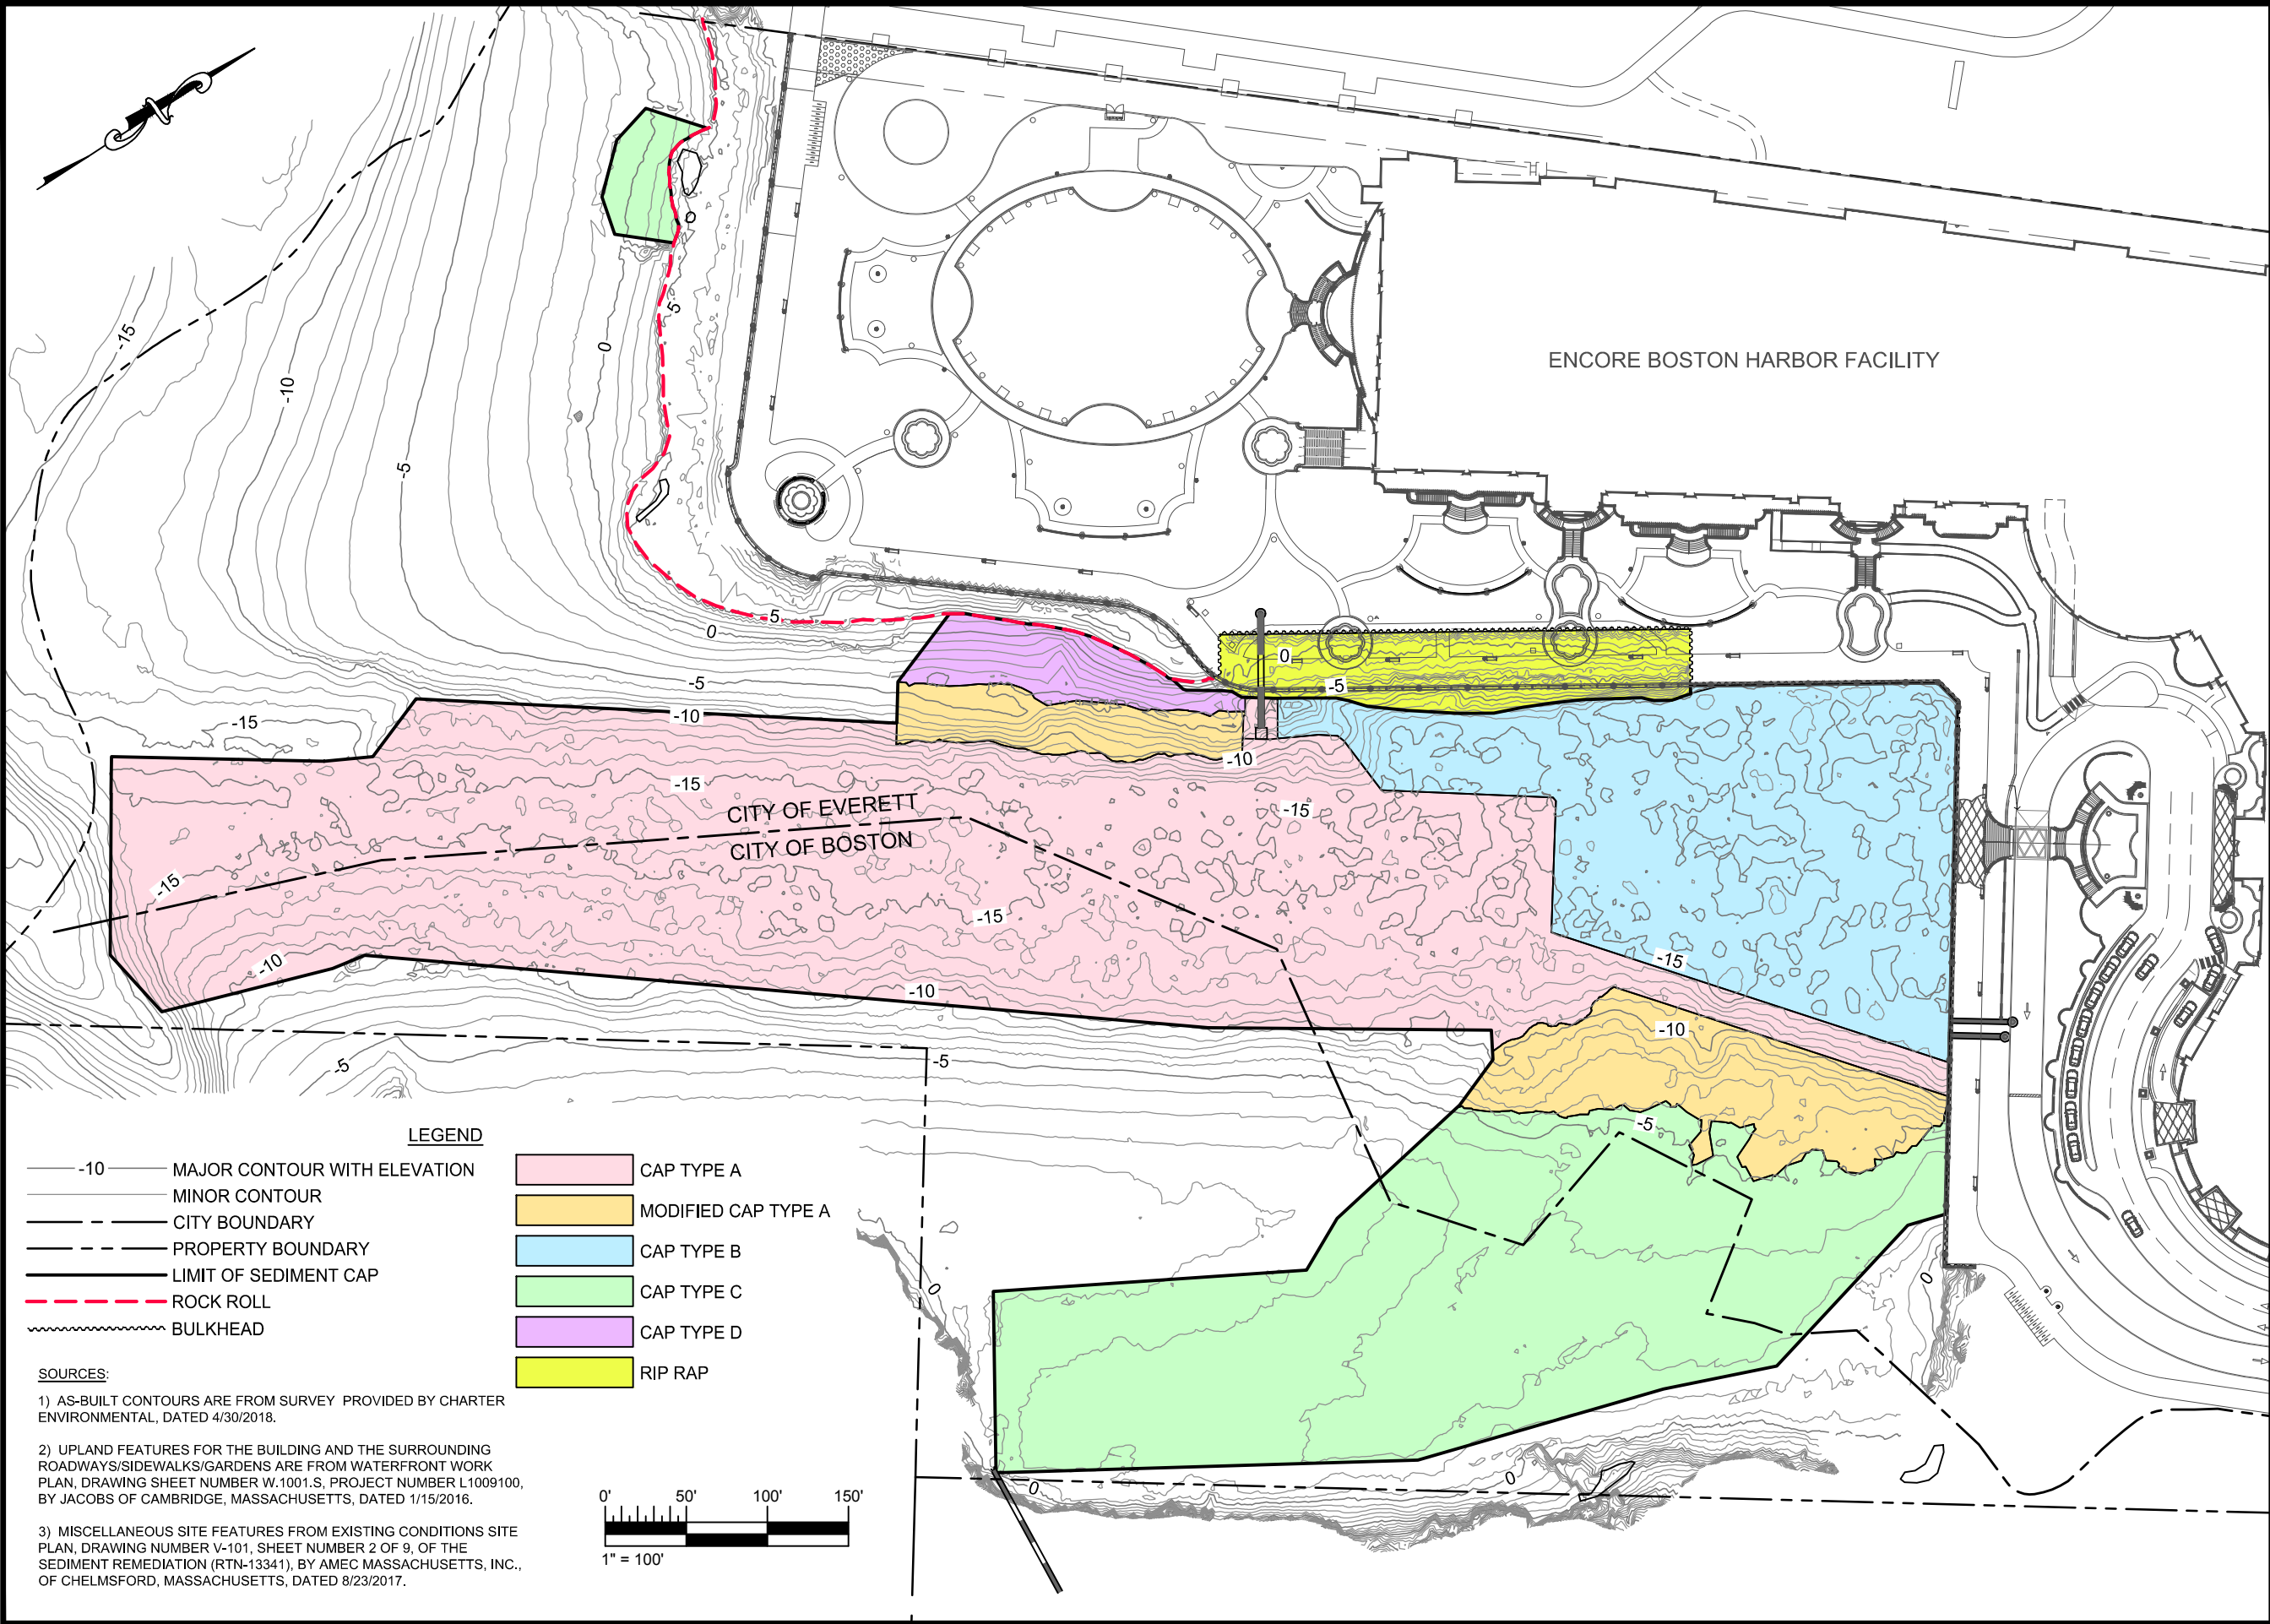 ENCORE BOSTON HARBOR FACILITY
-15
-10
-5
0
5
5
0
-5
-10
-15
0
-5
-10
-15
-15
CITY OF EVERETT
CITY OF BOSTON
-15
-15
-15
-10
-10
-10
-5
-5
-5
0
0
0
0
LEGEND
-10 MAJOR CONTOUR WITH ELEVATION
MINOR CONTOUR
CITY BOUNDARY
PROPERTY BOUNDARY
LIMIT OF SEDIMENT CAP
ROCK ROLL
BULKHEAD
CAP TYPE A
MODIFIED CAP TYPE A
CAP TYPE B
CAP TYPE C
CAP TYPE D
RIP RAP
SOURCES:
1) AS-BUILT CONTOURS ARE FROM SURVEY PROVIDED BY CHARTER
ENVIRONMENTAL, DATED 4/30/2018.
2) UPLAND FEATURES FOR THE BUILDING AND THE SURROUNDING
ROADWAYS/SIDEWALKS/GARDENS ARE FROM WATERFRONT WORK
PLAN, DRAWING SHEET NUMBER W.1001.S, PROJECT NUMBER L1009100,
BY JACOBS OF CAMBRIDGE, MASSACHUSETTS, DATED 1/15/2016.
3) MISCELLANEOUS SITE FEATURES FROM EXISTING CONDITIONS SITE
PLAN, DRAWING NUMBER V-101, SHEET NUMBER 2 OF 9, OF THE
SEDIMENT REMEDIATION (RTN-13341), BY AMEC MASSACHUSETTS, INC.,
OF CHELMSFORD, MASSACHUSETTS, DATED 8/23/2017.
0' 50' 100' 150'
1" = 100'